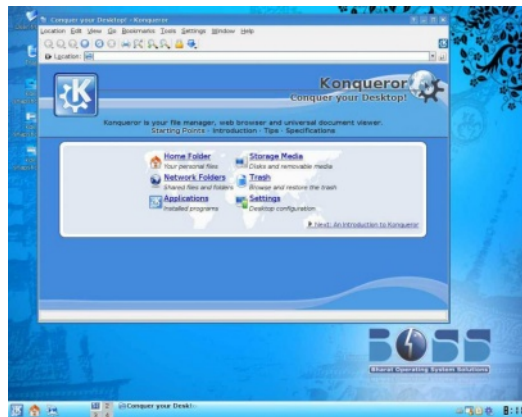 Conquer your Desktop! - Konqueror
Location Edit View Go Bookmarks Tools Settings Window Help
Location:
Konqueror
Conquer your Desktop!
Konqueror is your file manager, web browser and universal document viewer.
Starting Points - Introduction - Tips - Specifications
Home Folder
Your personal files
Storage Media
Disks and removable media
Network Folders
Shared files and folders
Trash
Browse and restore the trash
Applications
Installed programs
Settings
Desktop configuration
Next: An Introduction to Konqueror
BOSS
Bharat Operating System Solutions
Conquer your Deskt